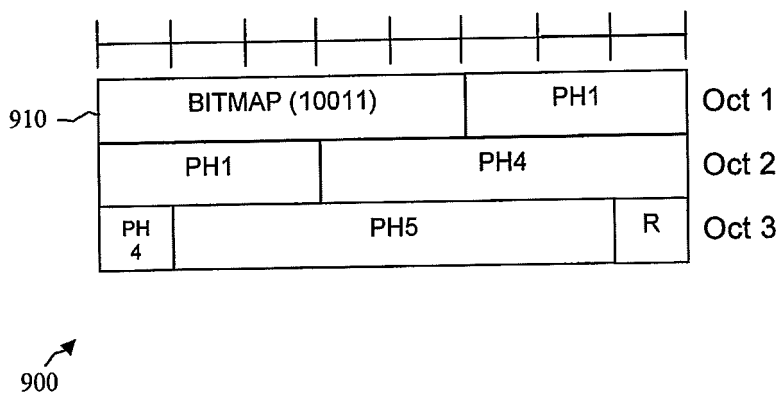 910
BITMAP (10011) PH1 Oct 1
PH1 PH4 Oct 2
PH
4 PH5 R Oct 3
900